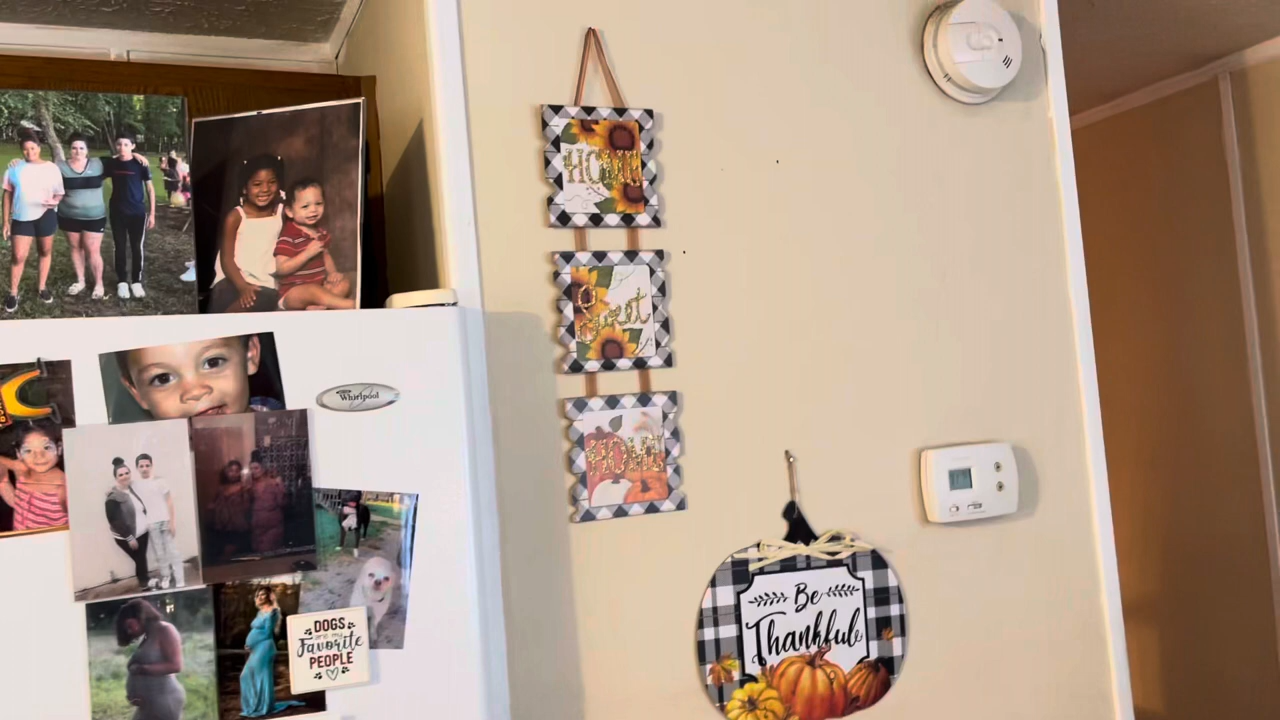 HOME
Sweet
HOME
Whirlpool
Be
Thankful
DOGS
are my
Favorite
PEOPLE